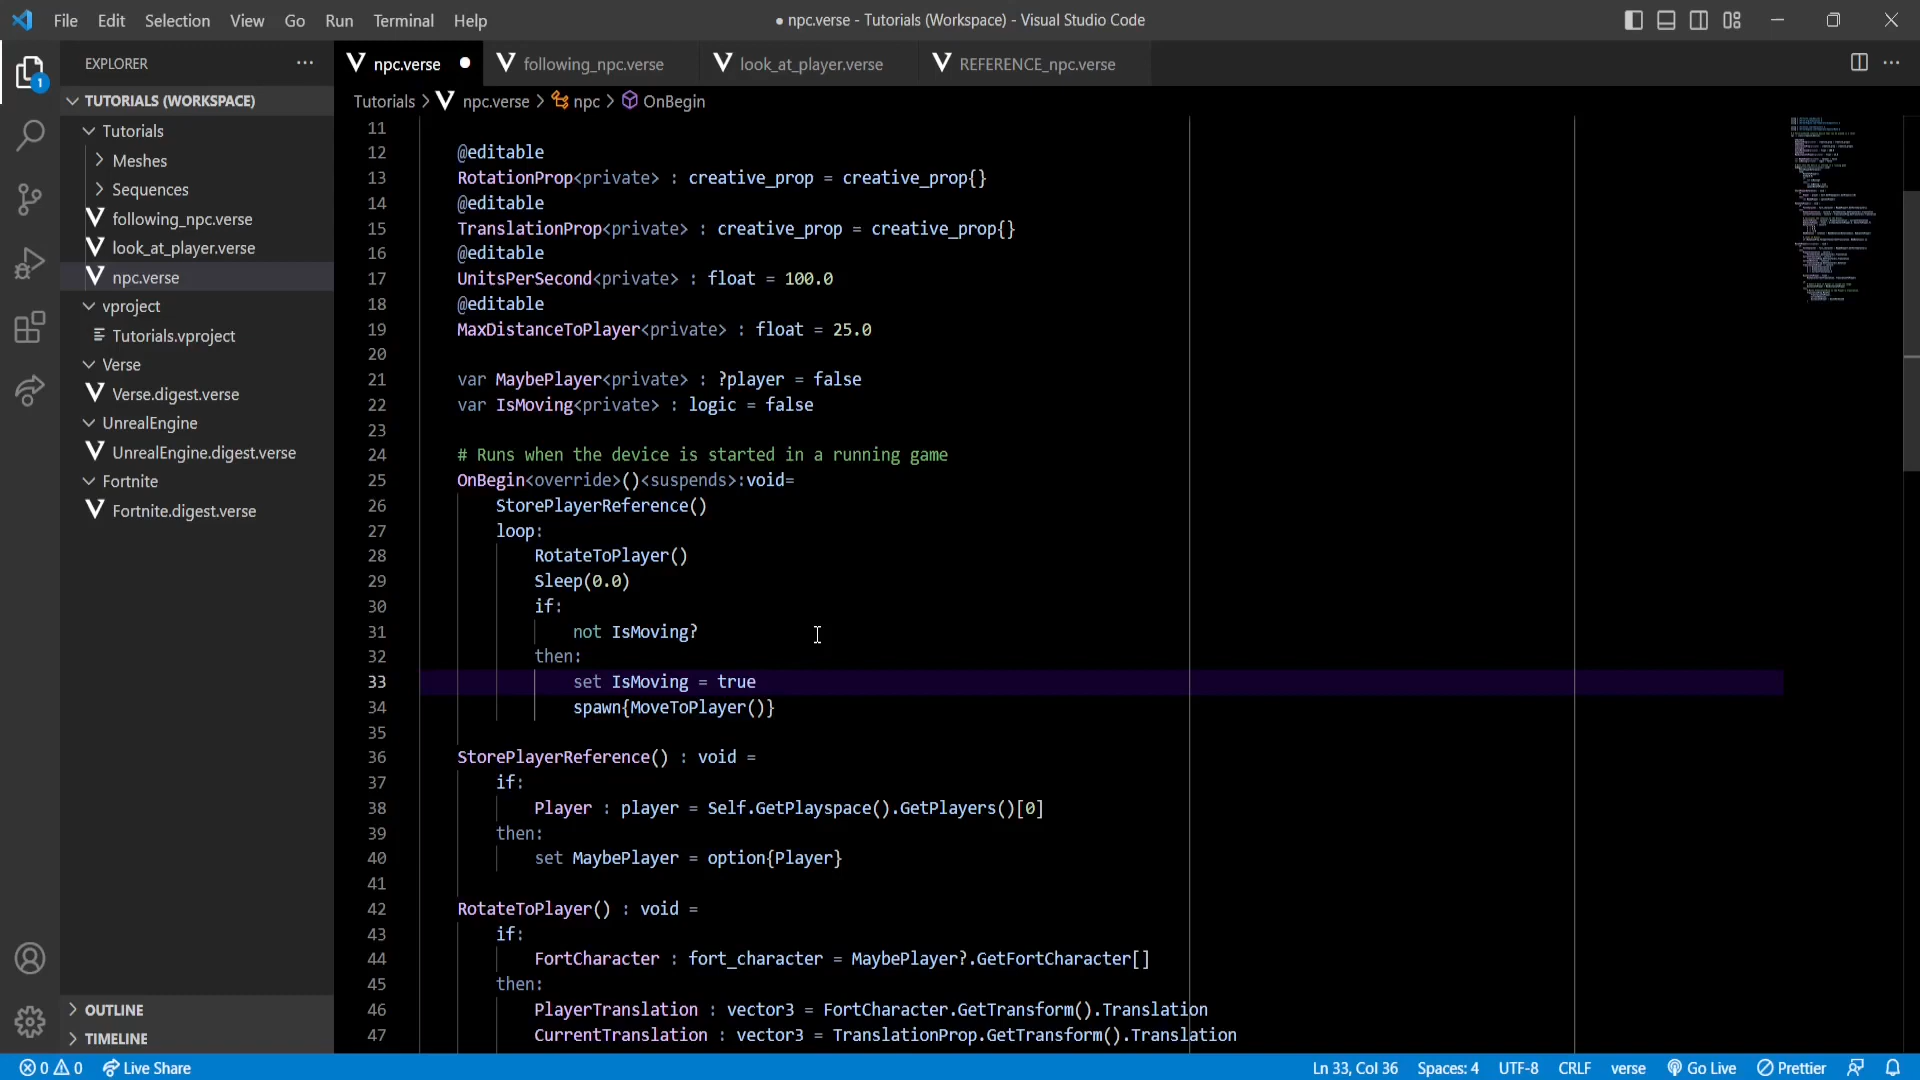 File Edit Selection View Go Run Terminal Help
● npc.verse - Tutorials (Workspace) - Visual Studio Code
EXPLORER
npc.verse
following_npc.verse
look_at_player.verse
REFERENCE_npc.verse
1
TUTORIALS (WORKSPACE)
Tutorials
Meshes
Sequences
following_npc.verse
look_at_player.verse
npc.verse
vproject
Tutorials.vproject
Verse
Verse.digest.verse
UnrealEngine
UnrealEngine.digest.verse
Fortnite
Fortnite.digest.verse
OUTLINE
TIMELINE
Tutorials > npc.verse > npc > OnBegin
11
12 @editable
13 RotationProp<private> : creative_prop = creative_prop{}
14 @editable
15 TranslationProp<private> : creative_prop = creative_prop{}
16 @editable
17 UnitsPerSecond<private> : float = 100.0
18 @editable
19 MaxDistanceToPlayer<private> : float = 25.0
20
21 var MaybePlayer<private> : ?player = false
22 var IsMoving<private> : logic = false
23
24 # Runs when the device is started in a running game
25 OnBegin<override>()<suspends>:void=
26 StorePlayerReference()
27 loop:
28 RotateToPlayer()
29 Sleep(0.0)
30 if:
31 not IsMoving?
32 then:
33 set IsMoving = true
34 spawn{MoveToPlayer()}
35
36 StorePlayerReference() : void =
37 if:
38 Player : player = Self.GetPlayspace().GetPlayers()[0]
39 then:
40 set MaybePlayer = option{Player}
41
42 RotateToPlayer() : void =
43 if:
44 FortCharacter : fort_character = MaybePlayer?.GetFortCharacter[]
45 then:
46 PlayerTranslation : vector3 = FortCharacter.GetTransform().Translation
47 CurrentTranslation : vector3 = TranslationProp.GetTransform().Translation
0 0 Live Share
Ln 33, Col 36 Spaces: 4 UTF-8 CRLF verse Go Live Prettier